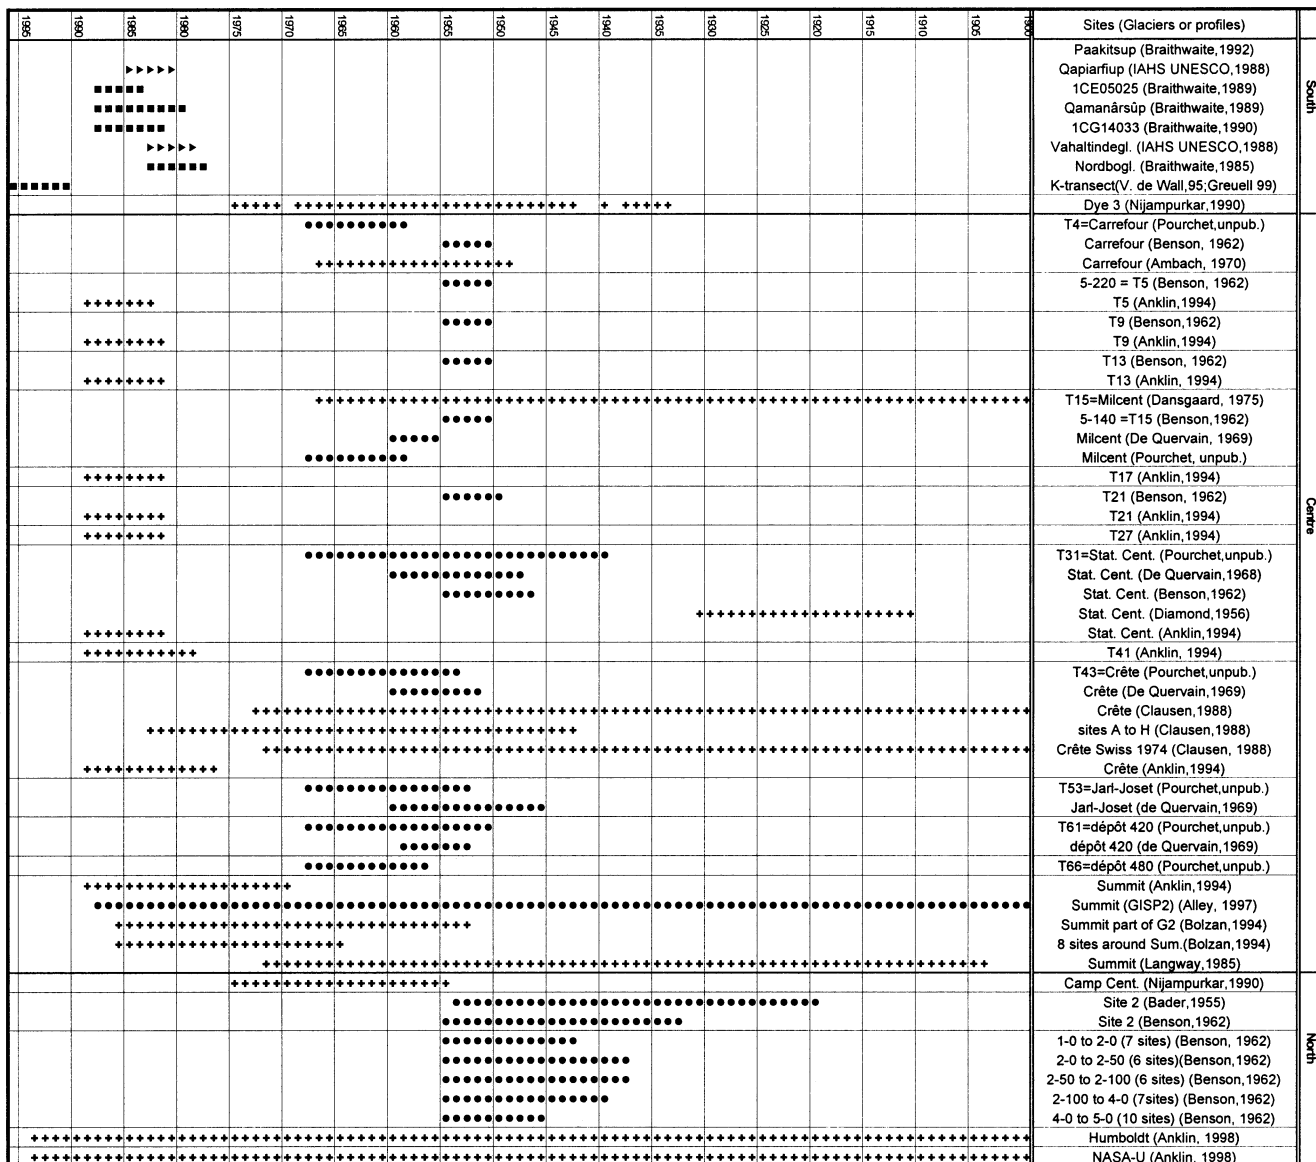 1995 1990 1985 1980 1975 1970 1965 1960 1955 1950 1945 1940 1935 1930 1925 1920 1915 1910 1905 1900 Sites (Glaciers or profiles)
South
Paakitsup (Braithwaite,1992)
Qapiarfiup (IAHS UNESCO,1988)
1CE05025 (Braithwaite,1989)
Qamanârsûp (Braithwaite,1989)
1CG14033 (Braithwaite,1990)
Vahaltindegl. (IAHS UNESCO,1988)
Nordbogl. (Braithwaite,1985)
K-transect(V. de Wall,95;Greuell 99)
Dye 3 (Nijampurkar,1990)
Centre
T4=Carrefour (Pourchet,unpub.)
Carrefour (Benson, 1962)
Carrefour (Ambach, 1970)
5-220 = T5 (Benson, 1962)
T5 (Anklin,1994)
T9 (Benson,1962)
T9 (Anklin,1994)
T13 (Benson, 1962)
T13 (Anklin, 1994)
T15=Milcent (Dansgaard, 1975)
5-140 =T15 (Benson,1962)
Milcent (De Quervain, 1969)
Milcent (Pourchet, unpub.)
T17 (Anklin,1994)
T21 (Benson, 1962)
T21 (Anklin,1994)
T27 (Anklin,1994)
T31=Stat. Cent. (Pourchet,unpub.)
Stat. Cent. (De Quervain,1968)
Stat. Cent. (Benson,1962)
Stat. Cent. (Diamond,1956)
Stat. Cent. (Anklin,1994)
T41 (Anklin, 1994)
T43=Crête (Pourchet,unpub.)
Crête (De Quervain,1969)
Crête (Clausen,1988)
sites A to H (Clausen,1988)
Crête Swiss 1974 (Clausen, 1988)
Crête (Anklin,1994)
T53=Jarl-Joset (Pourchet,unpub.)
Jarl-Joset (de Quervain,1969)
T61=dépôt 420 (Pourchet,unpub.)
dépôt 420 (de Quervain,1969)
T66=dépôt 480 (Pourchet,unpub.)
Summit (Anklin,1994)
Summit (GISP2) (Alley, 1997)
Summit part of G2 (Bolzan,1994)
8 sites around Sum.(Bolzan,1994)
Summit (Langway,1985)
North
Camp Cent. (Nijampurkar,1990)
Site 2 (Bader,1955)
Site 2 (Benson,1962)
1-0 to 2-0 (7 sites) (Benson, 1962)
2-0 to 2-50 (6 sites)(Benson,1962)
2-50 to 2-100 (6 sites) (Benson,1962)
2-100 to 4-0 (7sites) (Benson,1962)
4-0 to 5-0 (10 sites) (Benson, 1962)
Humboldt (Anklin, 1998)
NASA-U (Anklin, 1998)